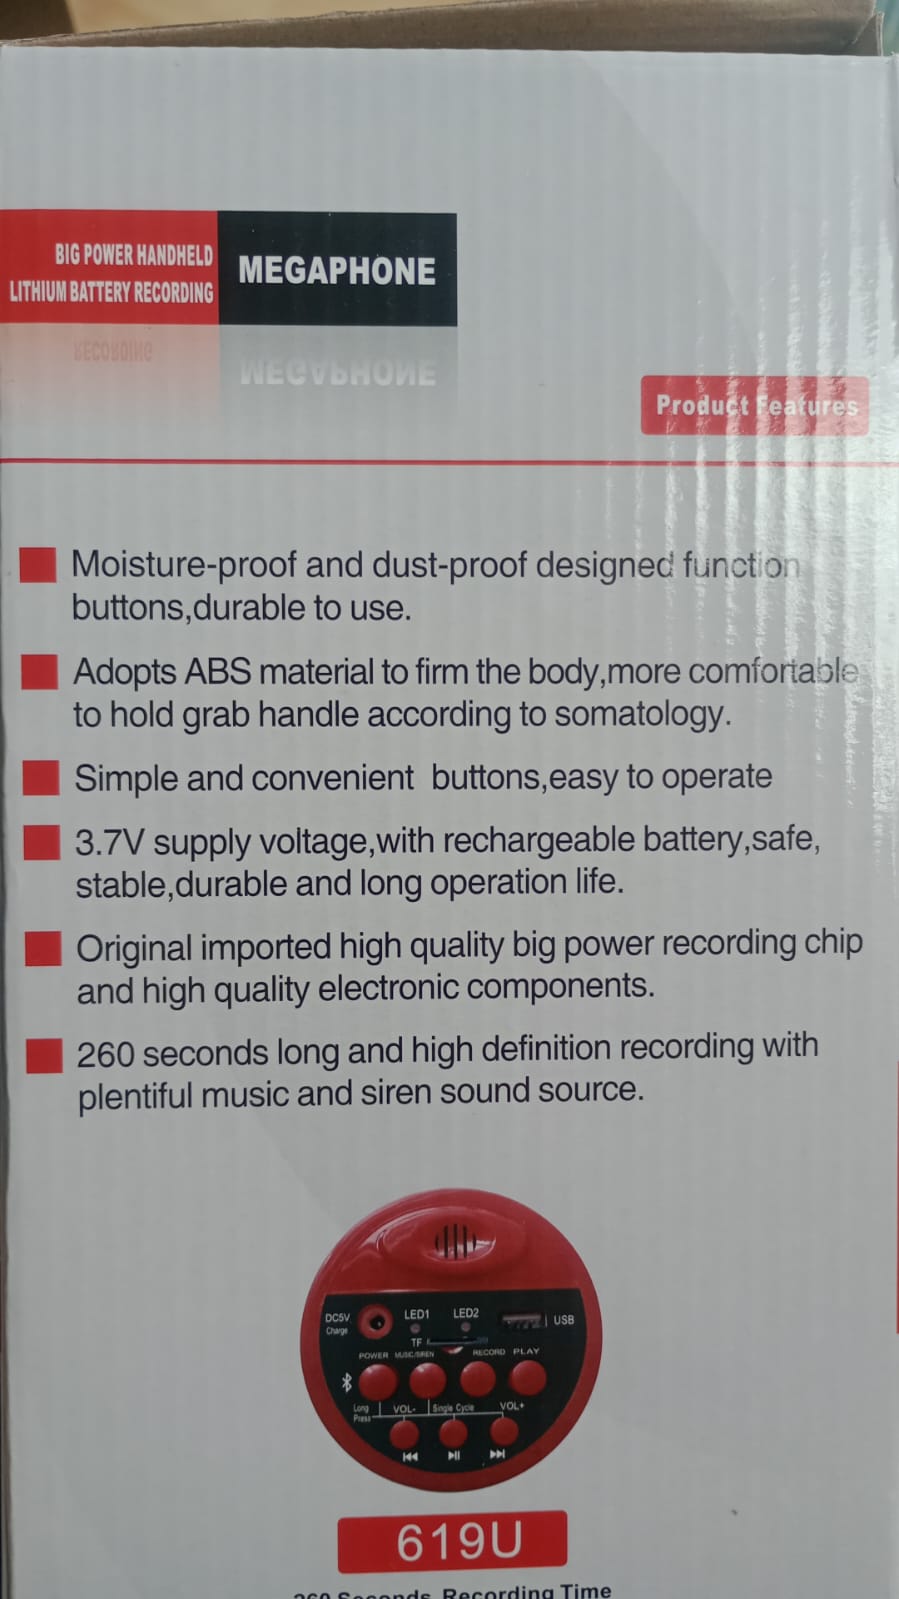 BIG POWER HANDHELD
LITHIUM BATTERY RECORDING
MEGAPHONE
RECORDING
MEGAPHONE
Product Features
Moisture-proof and dust-proof designed function
buttons,durable to use.
Adopts ABS material to firm the body,more comfortable
to hold grab handle according to somatology.
Simple and convenient buttons,easy to operate
3.7V supply voltage,with rechargeable battery,safe,
stable,durable and long operation life.
Original imported high quality big power recording chip
and high quality electronic components.
260 seconds long and high definition recording with
plentiful music and siren sound source.
DC5V
Charge
LED1
LED2
USB
TF
POWER MUSIC/SIREN RECORD PLAY
Long
Press
VOL- Single Cycle VOL+
619U
260 Seconds Recording Time